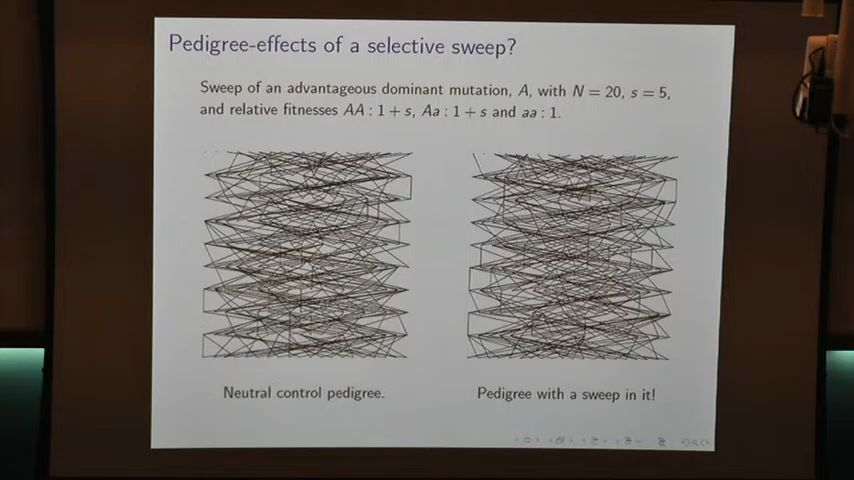 Pedigree-effects of a selective sweep?
Sweep of an advantageous dominant mutation, A, with N = 20, s = 5,
and relative fitnesses AA : 1 + s, Aa : 1 + s and aa : 1.
Neutral control pedigree.
Pedigree with a sweep in it!